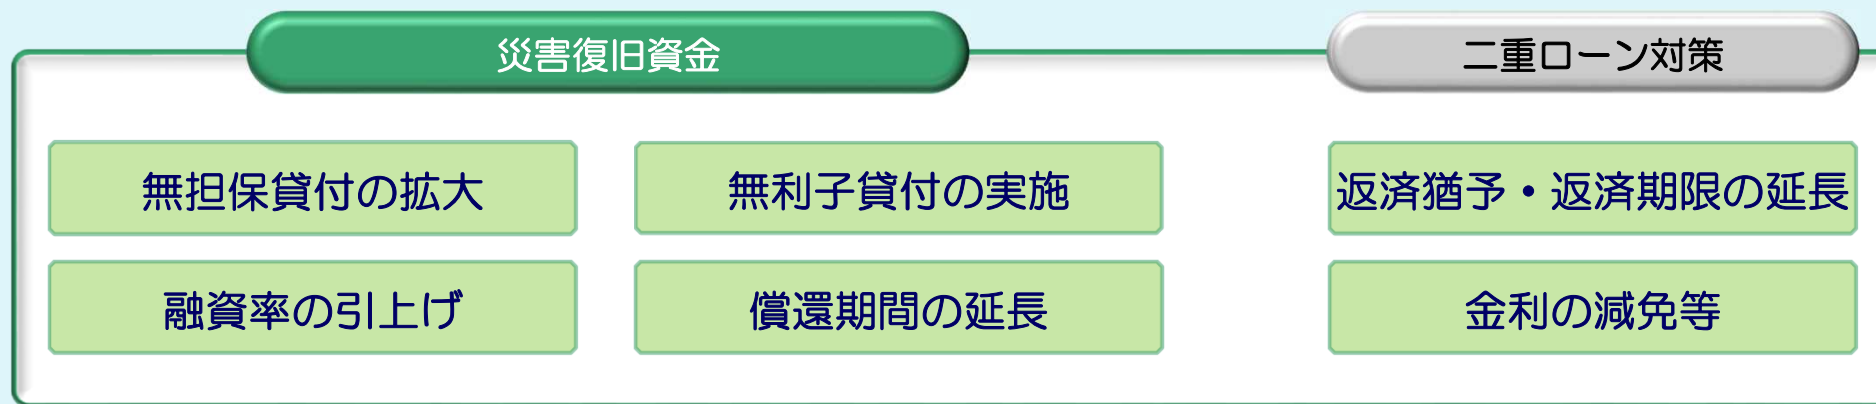 災害復旧資金
二重ローン対策
無担保貸付の拡大
無利子貸付の実施
返済猶予・返済期限の延長
融資率の引上げ
償還期間の延長
金利の減免等